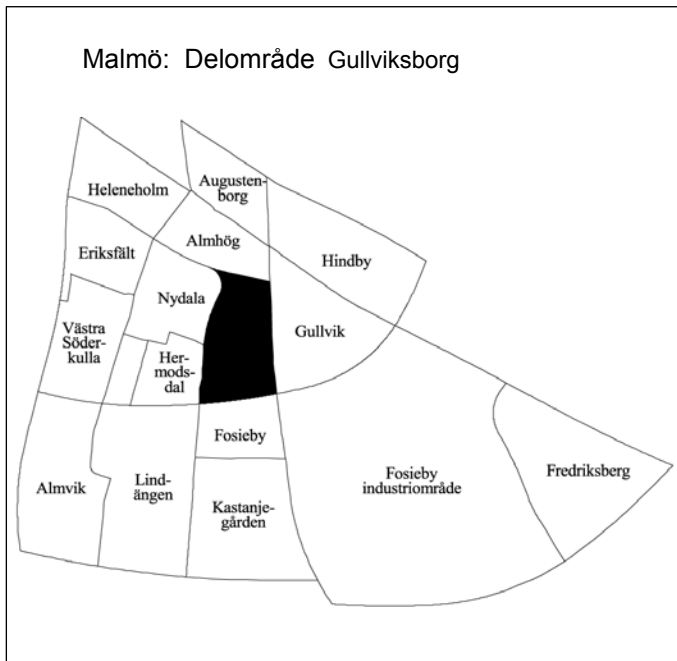 Malmö: Delområde Gullviksborg
Heleneholm
Augusten-
borg
Almhög
Eriksfält
Hindby
Nydala
Gullvik
Västra
Söder-
kulla
Her-
mods-
dal
Fosieby
Almvik
Lind-
ängen
Kastanje-
gården
Fosieby
industriområde
Fredriksberg